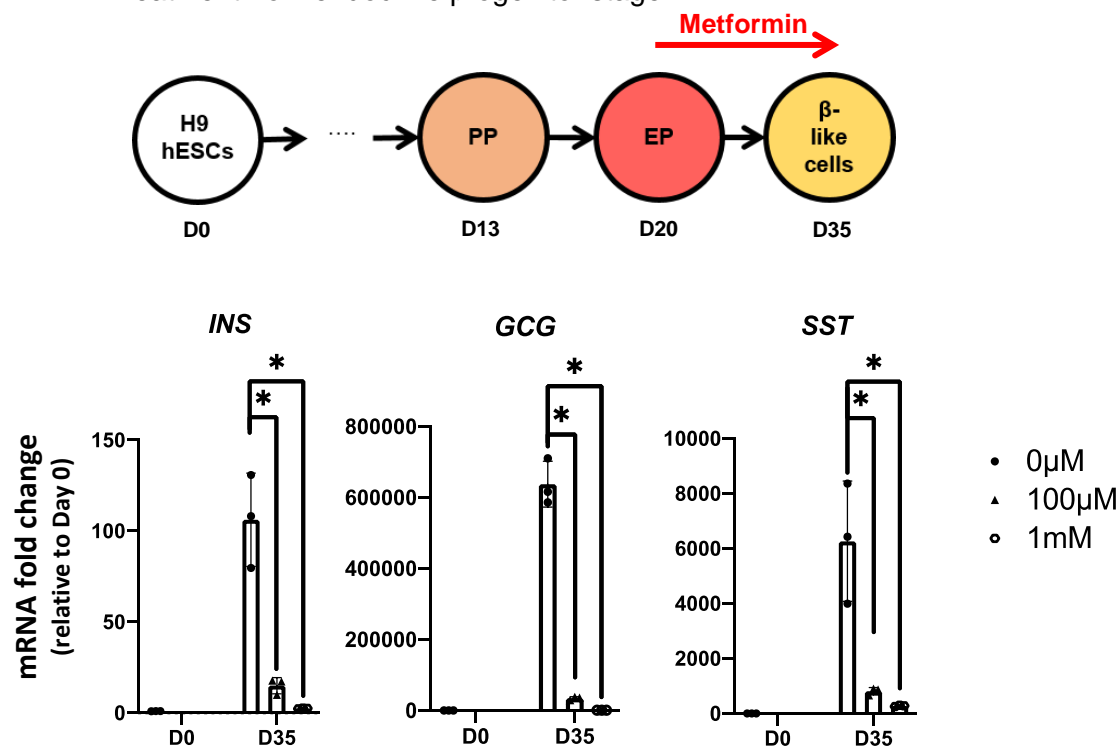 Metformin
H9
hESCs
....
PP
EP
β-
like
cells
D0
D13
D20
D35
INS
GCG
SST
*
*
*
*
*
*
mRNA fold change
(relative to Day 0)
150
100
50
0
D0
D35
800000
600000
400000
200000
0
D0
D35
10000
8000
6000
4000
2000
0
D0
D35
0µM
100µM
1mM